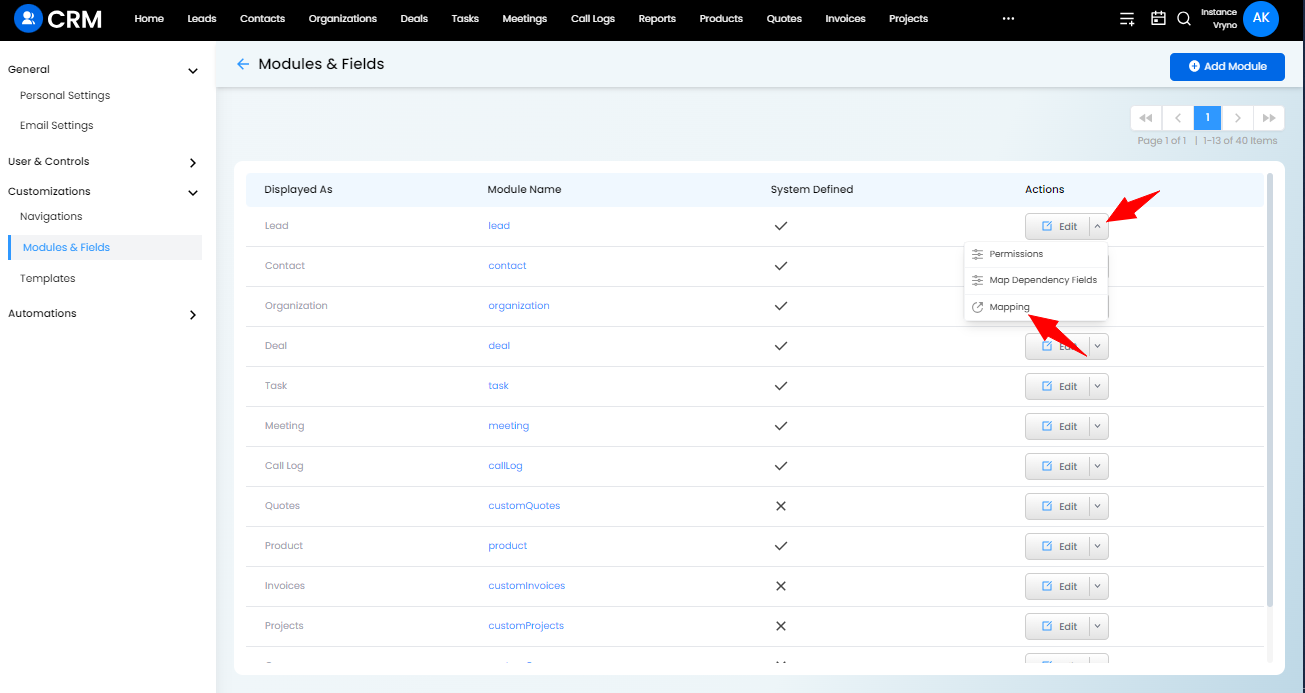 CRM Home Leads Contacts Organizations Deals Tasks Meetings Call Logs Reports Products Quotes Invoices Projects ... Instance Vryno AK
General
Personal Settings
Email Settings
User & Controls
Customizations
Navigations
Modules & Fields
Templates
Automations
Modules & Fields
Add Module
1
Page 1 of 1 | 1-13 of 40 Items
Displayed As Module Name System Defined Actions
Lead lead Edit
Permissions
Map Dependency Fields
Mapping
Contact contact
Organization organization
Deal deal Edit
Task task Edit
Meeting meeting Edit
Call Log callLog Edit
Quotes customQuotes Edit
Product product Edit
Invoices customInvoices Edit
Projects customProjects Edit